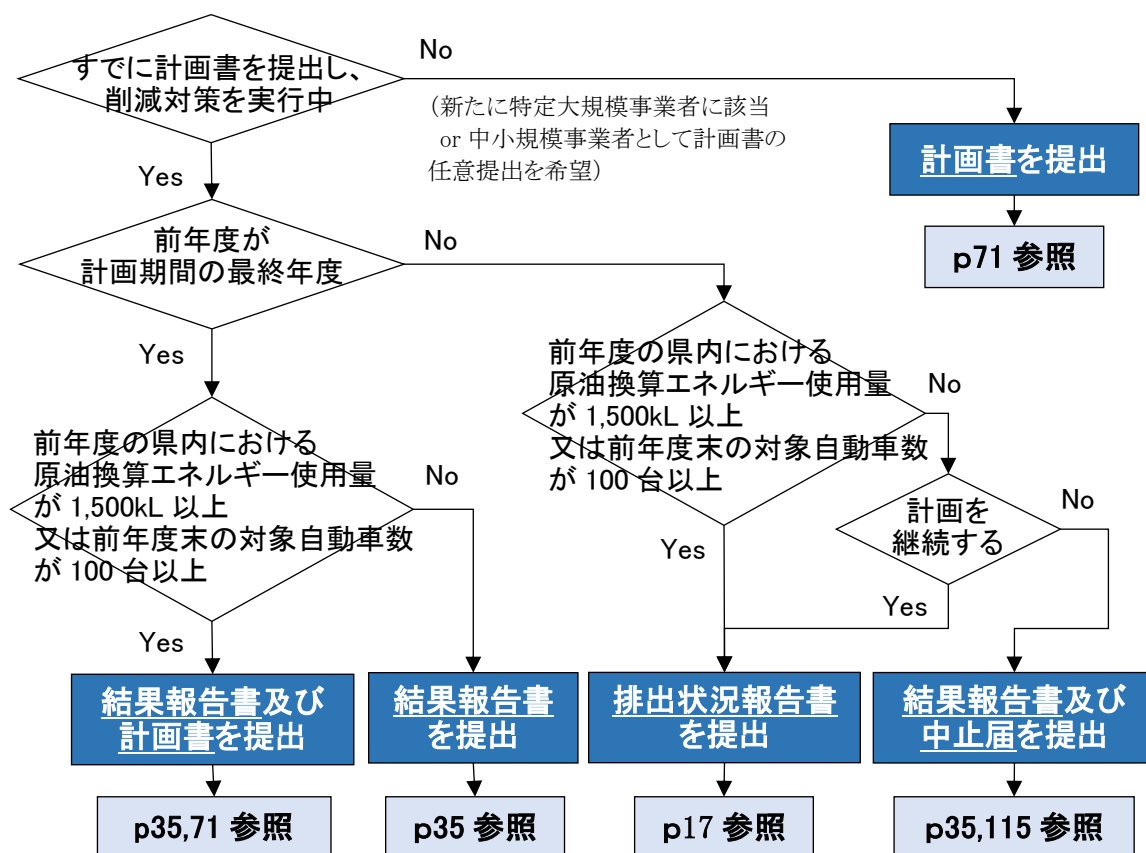 すでに計画書を提出し、
削減対策を実行中
No
（新たに特定大規模事業者に該当
or 中小規模事業者として計画書の
任意提出を希望）
計画書を提出
p71 参照
Yes
前年度が
計画期間の最終年度
No
Yes
前年度の県内における
原油換算エネルギー使用量
が 1,500kL 以上
又は前年度末の対象自動車数
が 100 台以上
No
Yes
計画を
継続する
No
Yes
前年度の県内における
原油換算エネルギー使用量
が 1,500kL 以上
又は前年度末の対象自動車数
が 100 台以上
No
Yes
結果報告書及び
計画書を提出
p35,71 参照
結果報告書
を提出
p35 参照
排出状況報告書
を提出
p17 参照
結果報告書及び
中止届を提出
p35,115 参照